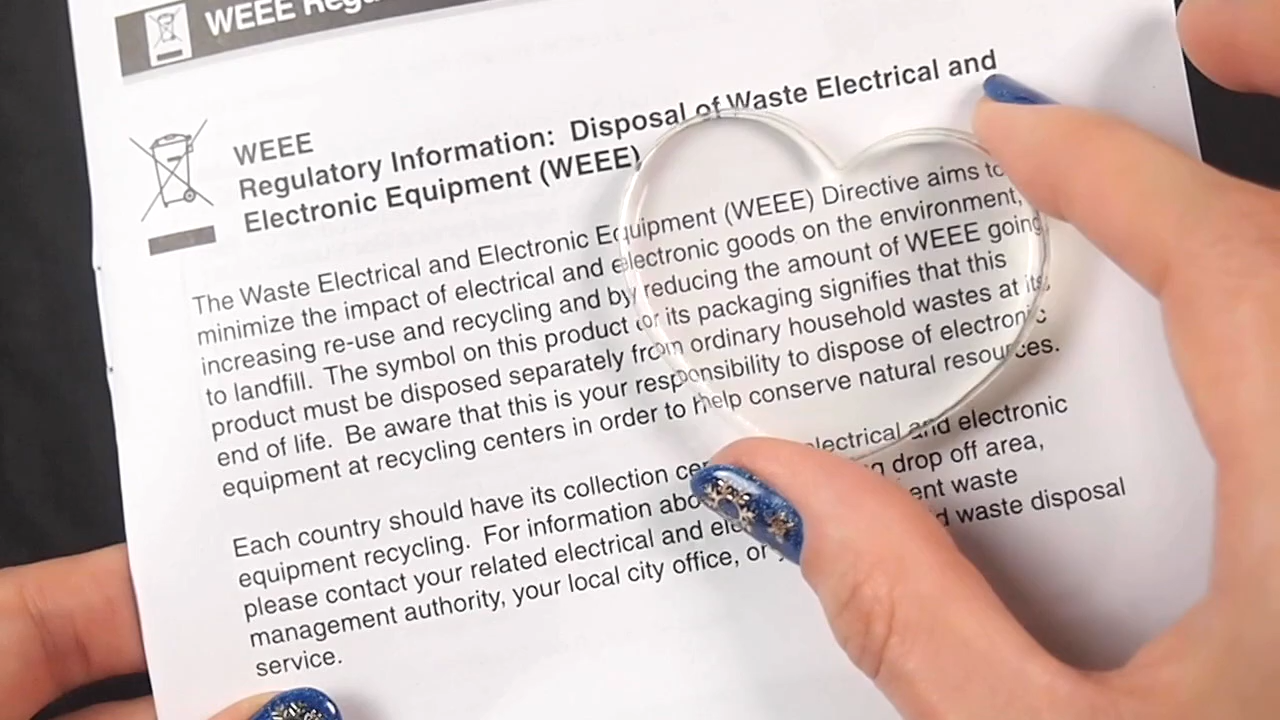 WEEE Regu
WEEE
Regulatory Information: Disposal of Waste Electrical and
Electronic Equipment (WEEE)
The Waste Electrical and Electronic Equipment (WEEE) Directive aims to
minimize the impact of electrical and electronic goods on the environment,
increasing re-use and recycling and by reducing the amount of WEEE going
to landfill. The symbol on this product or its packaging signifies that this
product must be disposed separately from ordinary household wastes at its
end of life. Be aware that this is your responsibility to dispose of electronic
equipment at recycling centers in order to help conserve natural resources.
Each country should have its collection electrical and electronic
equipment recycling. For information drop off area,
please contact your related electrical and waste
management authority, your local city office, or waste disposal
service.